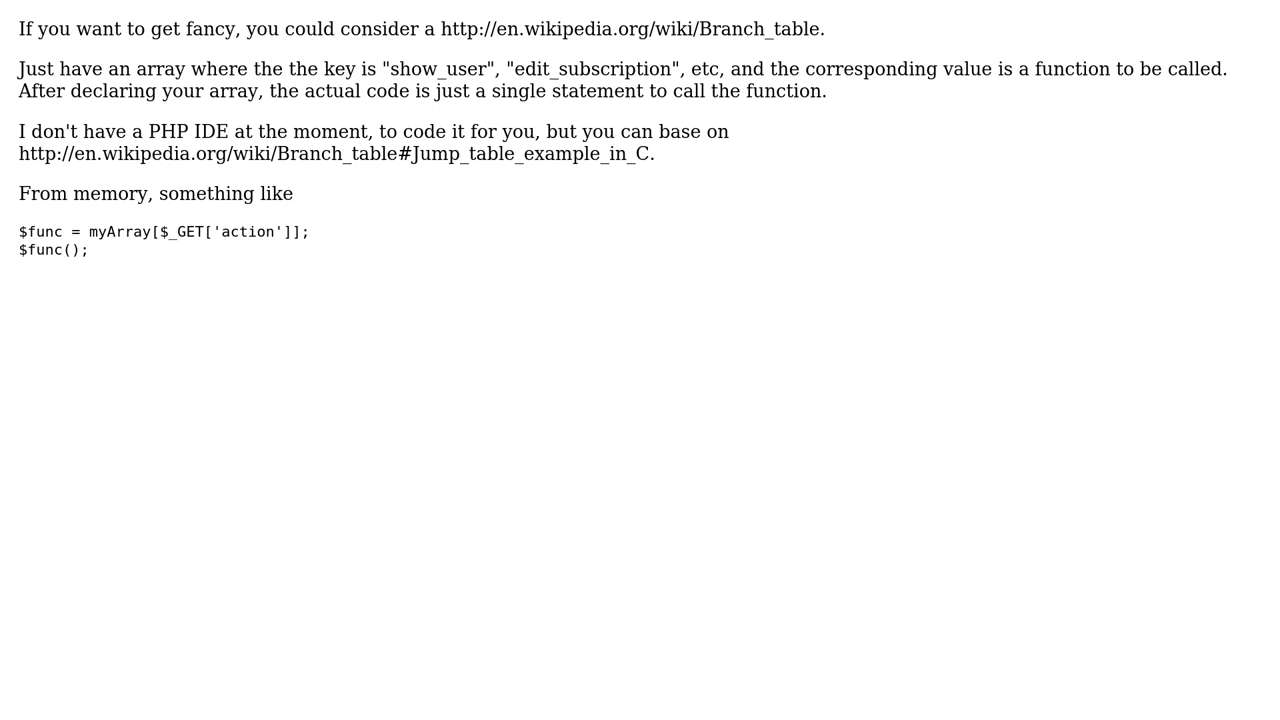 If you want to get fancy, you could consider a http://en.wikipedia.org/wiki/Branch_table.
Just have an array where the the key is "show_user", "edit_subscription", etc, and the corresponding value is a function to be called.
After declaring your array, the actual code is just a single statement to call the function.
I don't have a PHP IDE at the moment, to code it for you, but you can base on
http://en.wikipedia.org/wiki/Branch_table#Jump_table_example_in_C.
From memory, something like
$func = myArray[$_GET['action']];
$func();